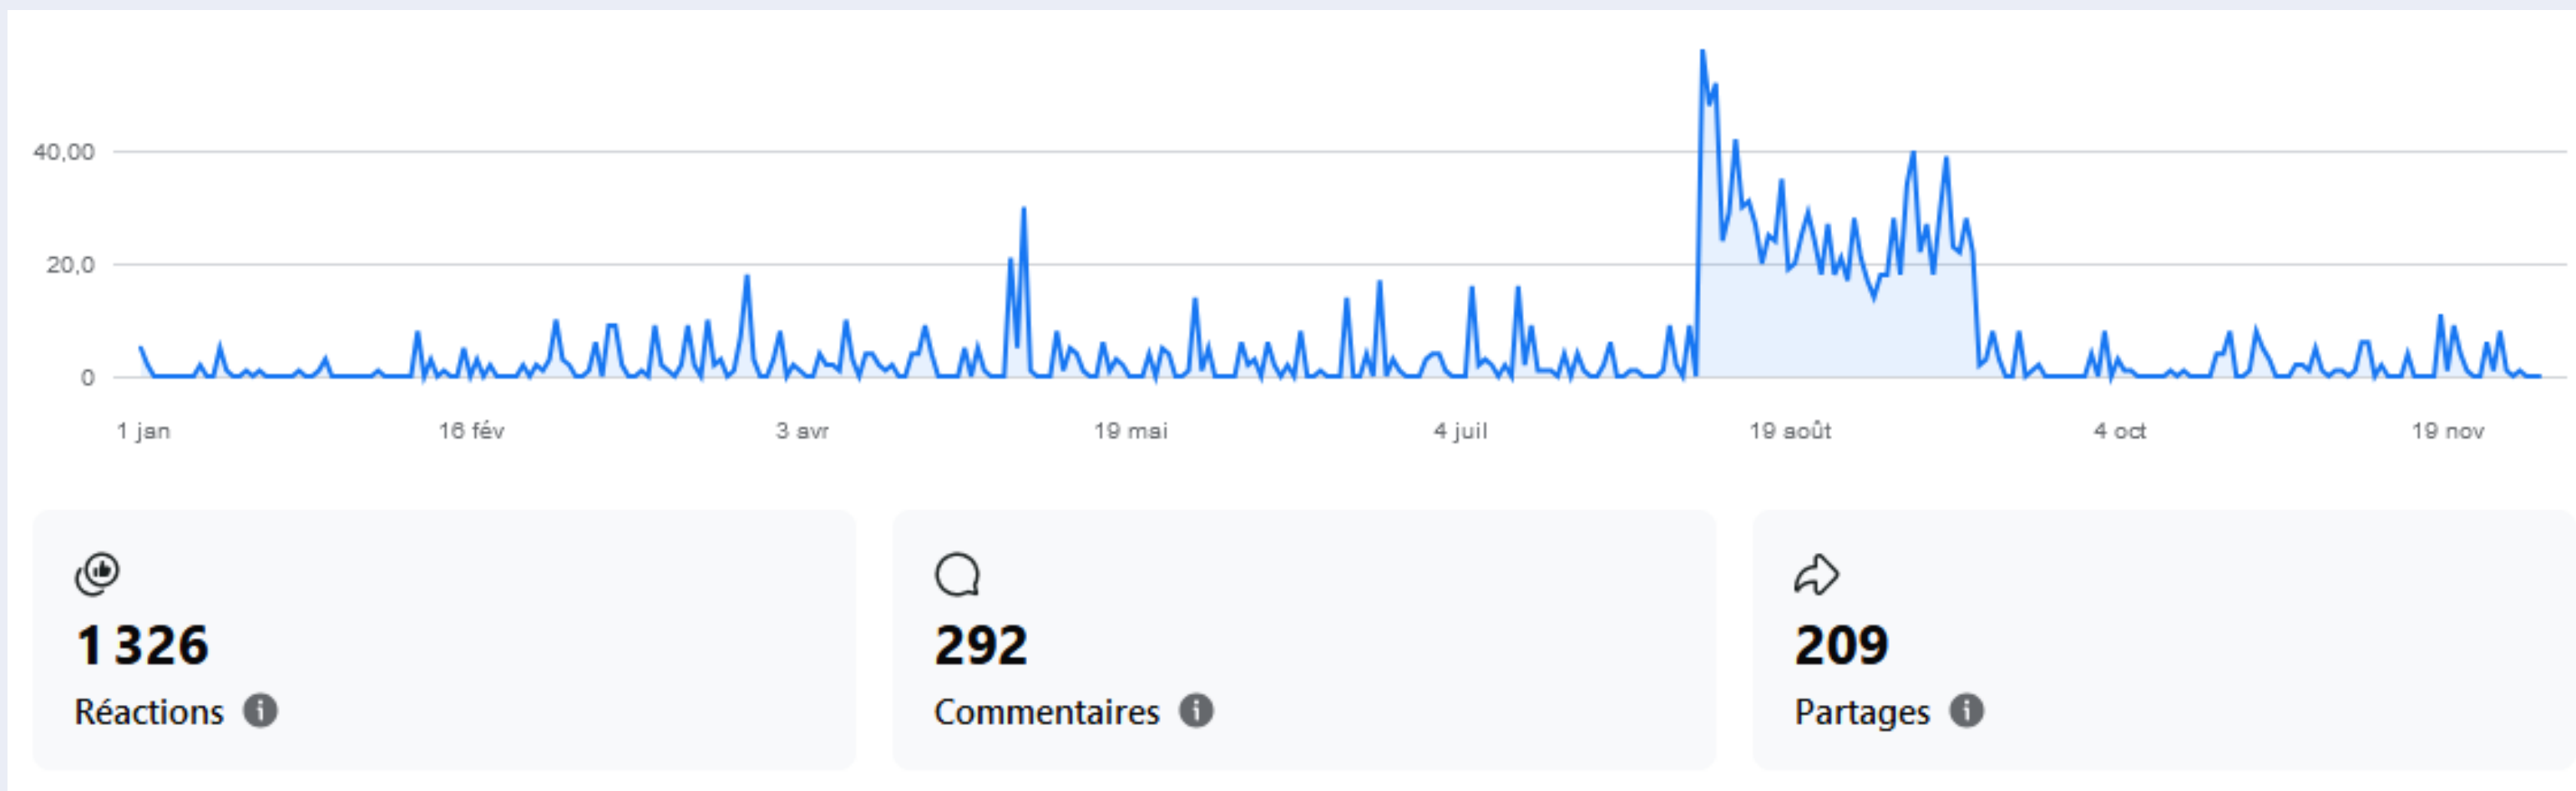 40,00
20,0
0
1 jan 16 fév 3 avr 19 mai 4 juil 19 août 4 oct 19 nov
1 326 292 209
Réactions Commentaires Partages